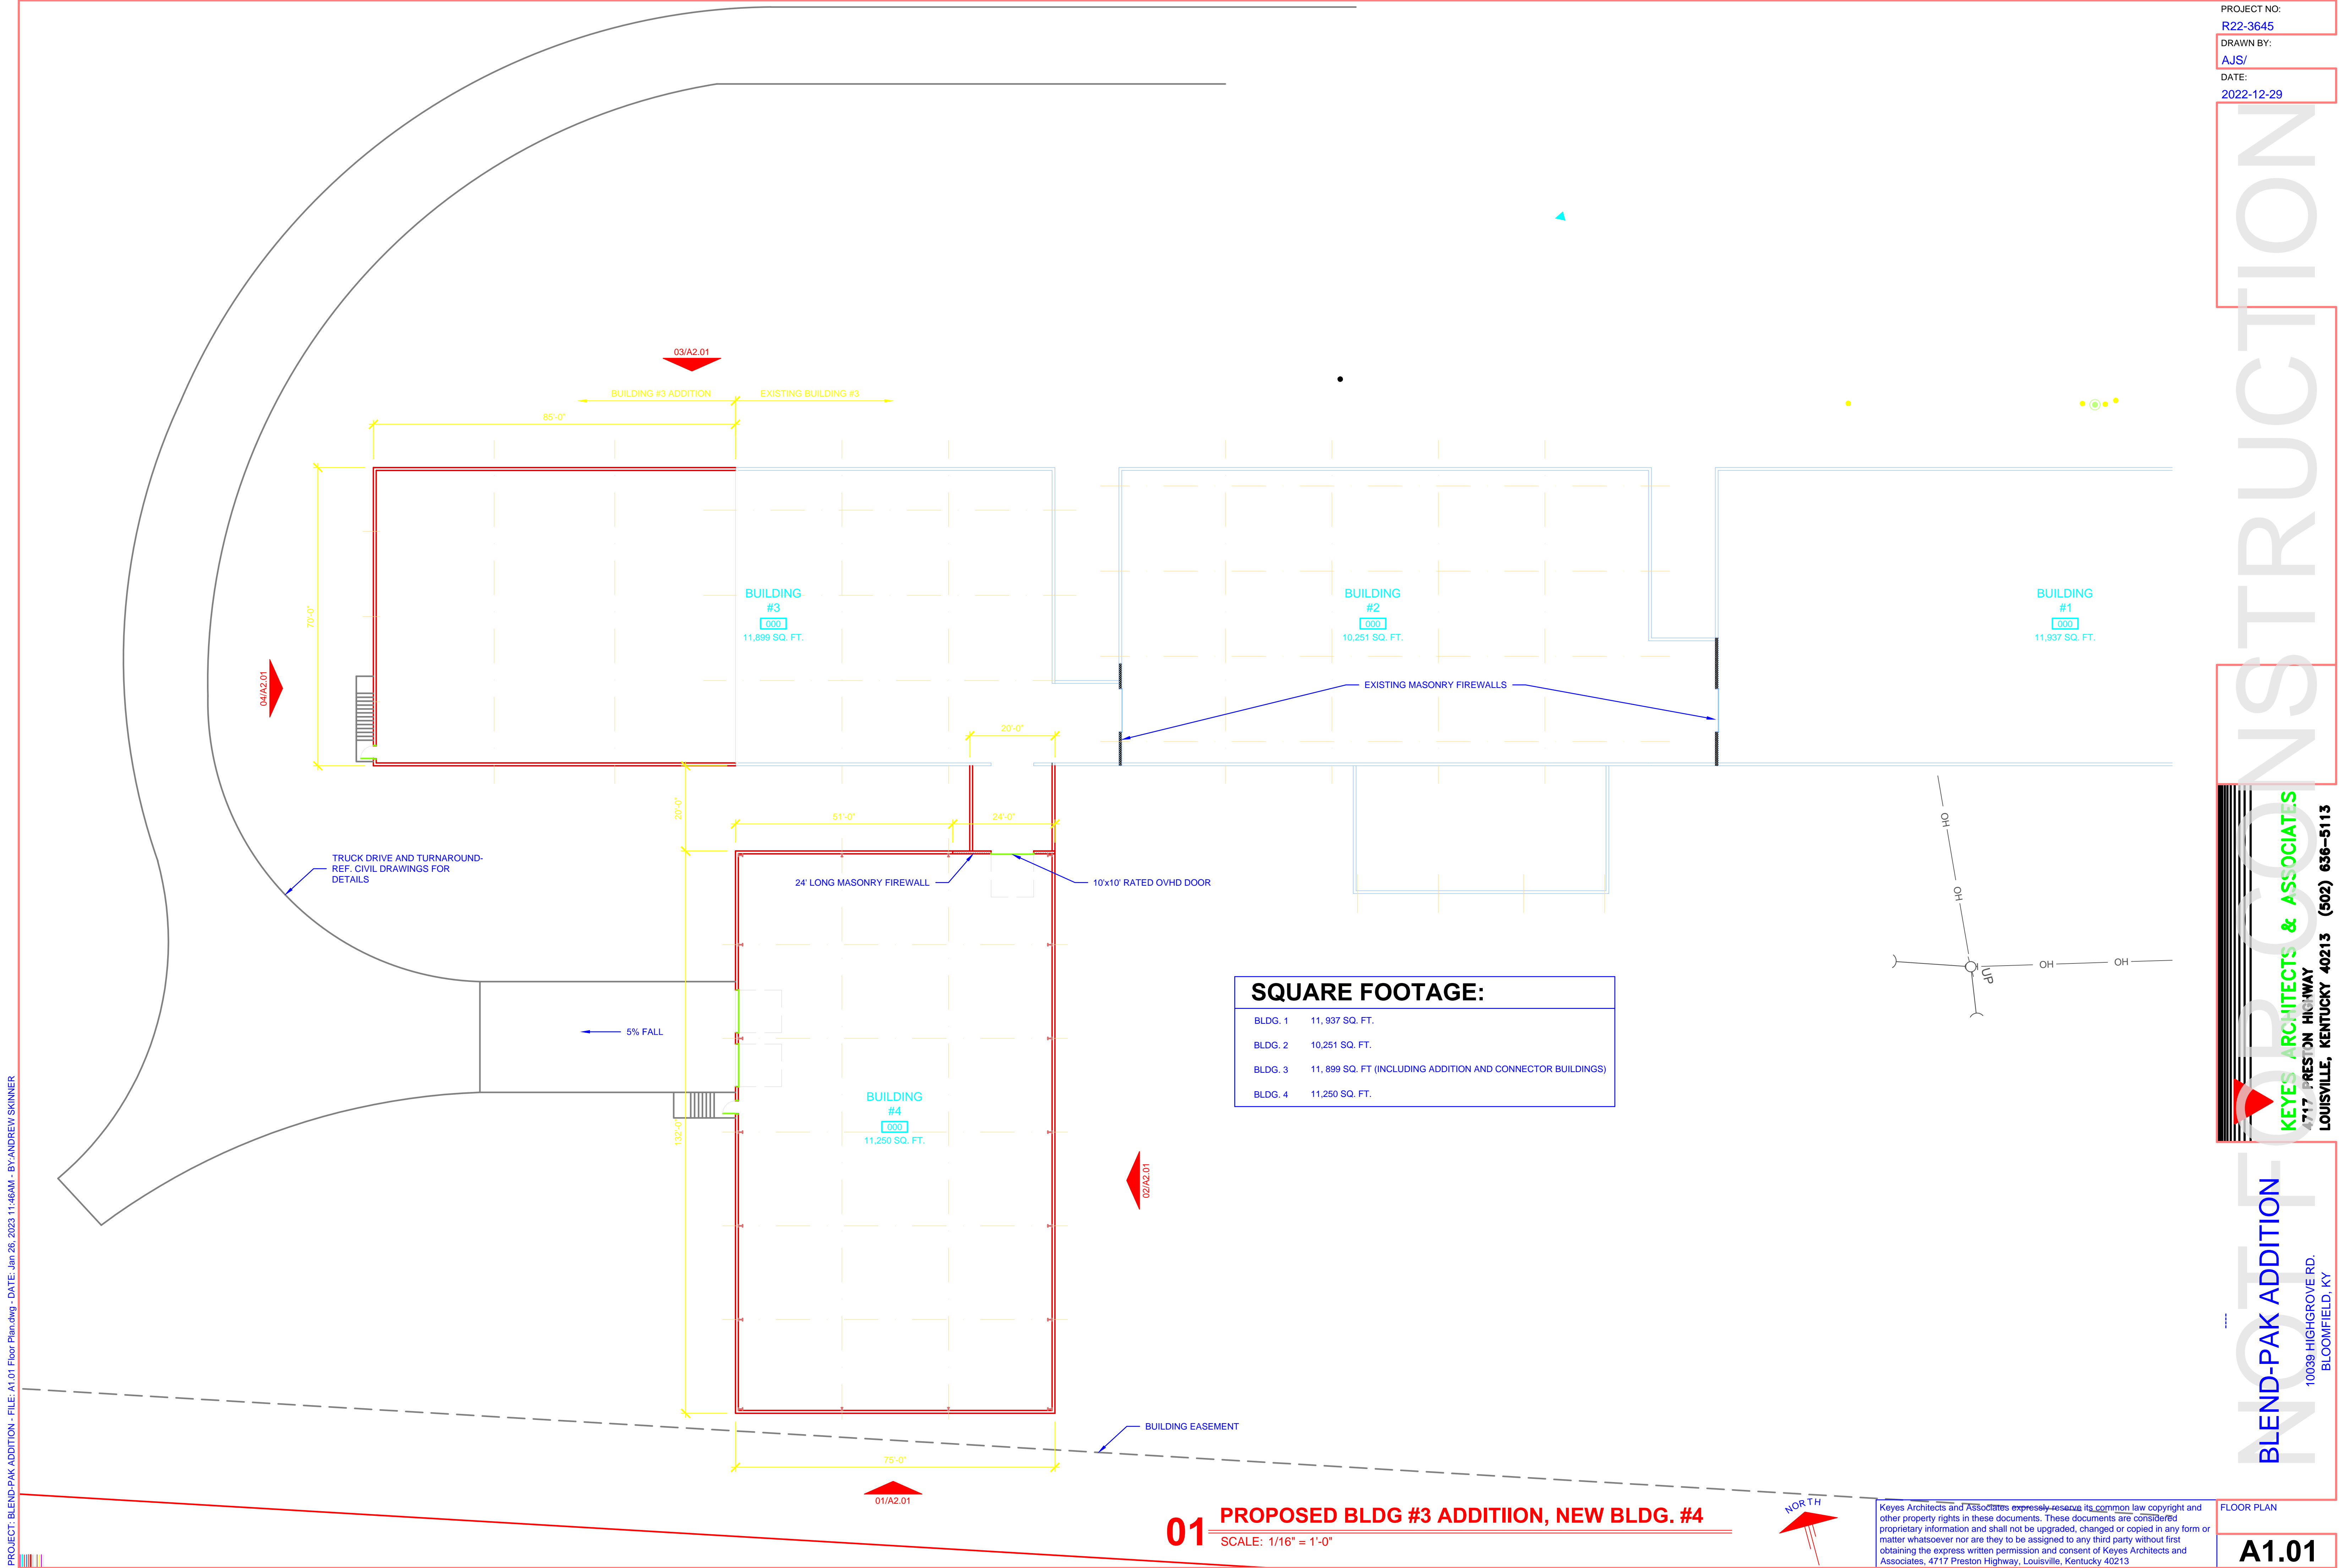 PROJECT NO:
R22-3645
DRAWN BY:
AJS/
DATE:
2022-12-29
03/A2.01
BUILDING #3 ADDITION
EXISTING BUILDING #3
70'-0"
04/A2.01
BUILDING
#3
000
11,899 SQ. FT.
BUILDING
#2
000
10,251 SQ. FT.
BUILDING
#1
000
11,937 SQ. FT.
EXISTING MASONRY FIREWALLS
20'-0"
20'-0"
51'-0"
24'-0"
TRUCK DRIVE AND TURNAROUND-
REF. CIVIL DRAWINGS FOR
DETAILS
24' LONG MASONRY FIREWALL
10'x10' RATED OVHD DOOR
5% FALL
BUILDING
#4
000
11,250 SQ. FT.
132'-0"
02/A2.01
SQUARE FOOTAGE:
BLDG. 1 11, 937 SQ. FT.
BLDG. 2 10,251 SQ. FT.
BLDG. 3 11, 899 SQ. FT (INCLUDING ADDITION AND CONNECTOR BUILDINGS)
BLDG. 4 11,250 SQ. FT.
OH
OH
OH
OH
UP
BUILDING EASEMENT
75'-0"
01/A2.01
01 PROPOSED BLDG #3 ADDITIION, NEW BLDG. #4
SCALE: 1/16" = 1'-0"
NORTH
Keyes Architects and Associates expressly reserve its common law copyright and
other property rights in these documents. These documents are considered
proprietary information and shall not be upgraded, changed or copied in any form or
matter whatsoever nor are they to be assigned to any third party without first
obtaining the express written permission and consent of Keyes Architects and
Associates, 4717 Preston Highway, Louisville, Kentucky 40213
FLOOR PLAN
A1.01
NOT FOR CONSTRUCTION
KEYES ARCHITECTS & ASSOCIATES
4717 PRESTON HIGHWAY
LOUISVILLE, KENTUCKY 40213 (502) 636-5113
----
BLEND-PAK ADDITION
10039 HIGHGROVE RD.
BLOOMFIELD, KY
PROJECT: BLEND-PAK ADDITION - FILE: A1.01 Floor Plan.dwg - DATE: Jan 26, 2023 11:46AM - BY:ANDREW SKINNER